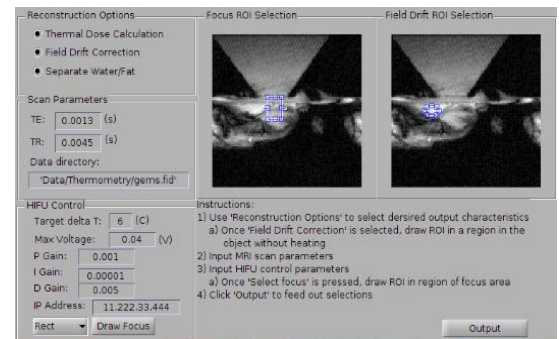 Reconstruction Options
Thermal Dose Calculation
Field Drift Correction
Separate Water/Fat
Scan Parameters
TE: 0.0013 (s)
TR: 0.0045 (s)
Data directory:
'Data/Thermometry/gems.fid'
HIFU Control
Target delta T: 6 (C)
Max Voltage: 0.04 (V)
P Gain: 0.001
I Gain: 0.00001
D Gain: 0.005
IP Address: 11.222.33.444
Rect Draw Focus
Focus ROI Selection
Field Drift ROI Selection
Instructions:
1) Use 'Reconstruction Options' to select dersired output characteristics
a) Once 'Field Drift Correction' is selected, draw ROI in a region in the
object without heating
2) Input MRI scan parameters
3) Input HIFU control parameters
a) Once 'Select focus' is pressed, draw ROI in region of focus area
4) Click 'Output' to feed out selections
Output